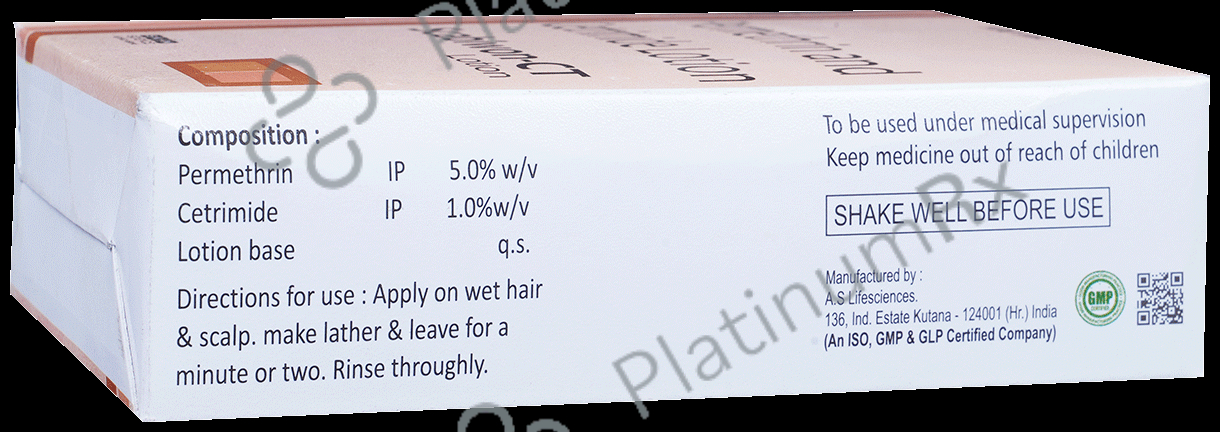 Lotion
Lotion
and
Composition :
Permethrin IP 5.0% w/v
Cetrimide IP 1.0%w/v
Lotion base q.s.
Directions for use : Apply on wet hair
& scalp. make lather & leave for a
minute or two. Rinse throughly.
To be used under medical supervision
Keep medicine out of reach of children
SHAKE WELL BEFORE USE
Manufactured by :
A.S Lifesciences.
136, Ind. Estate Kutana - 124001 (Hr.) India
(An ISO, GMP & GLP Certified Company)
GMP
PlatinumRx